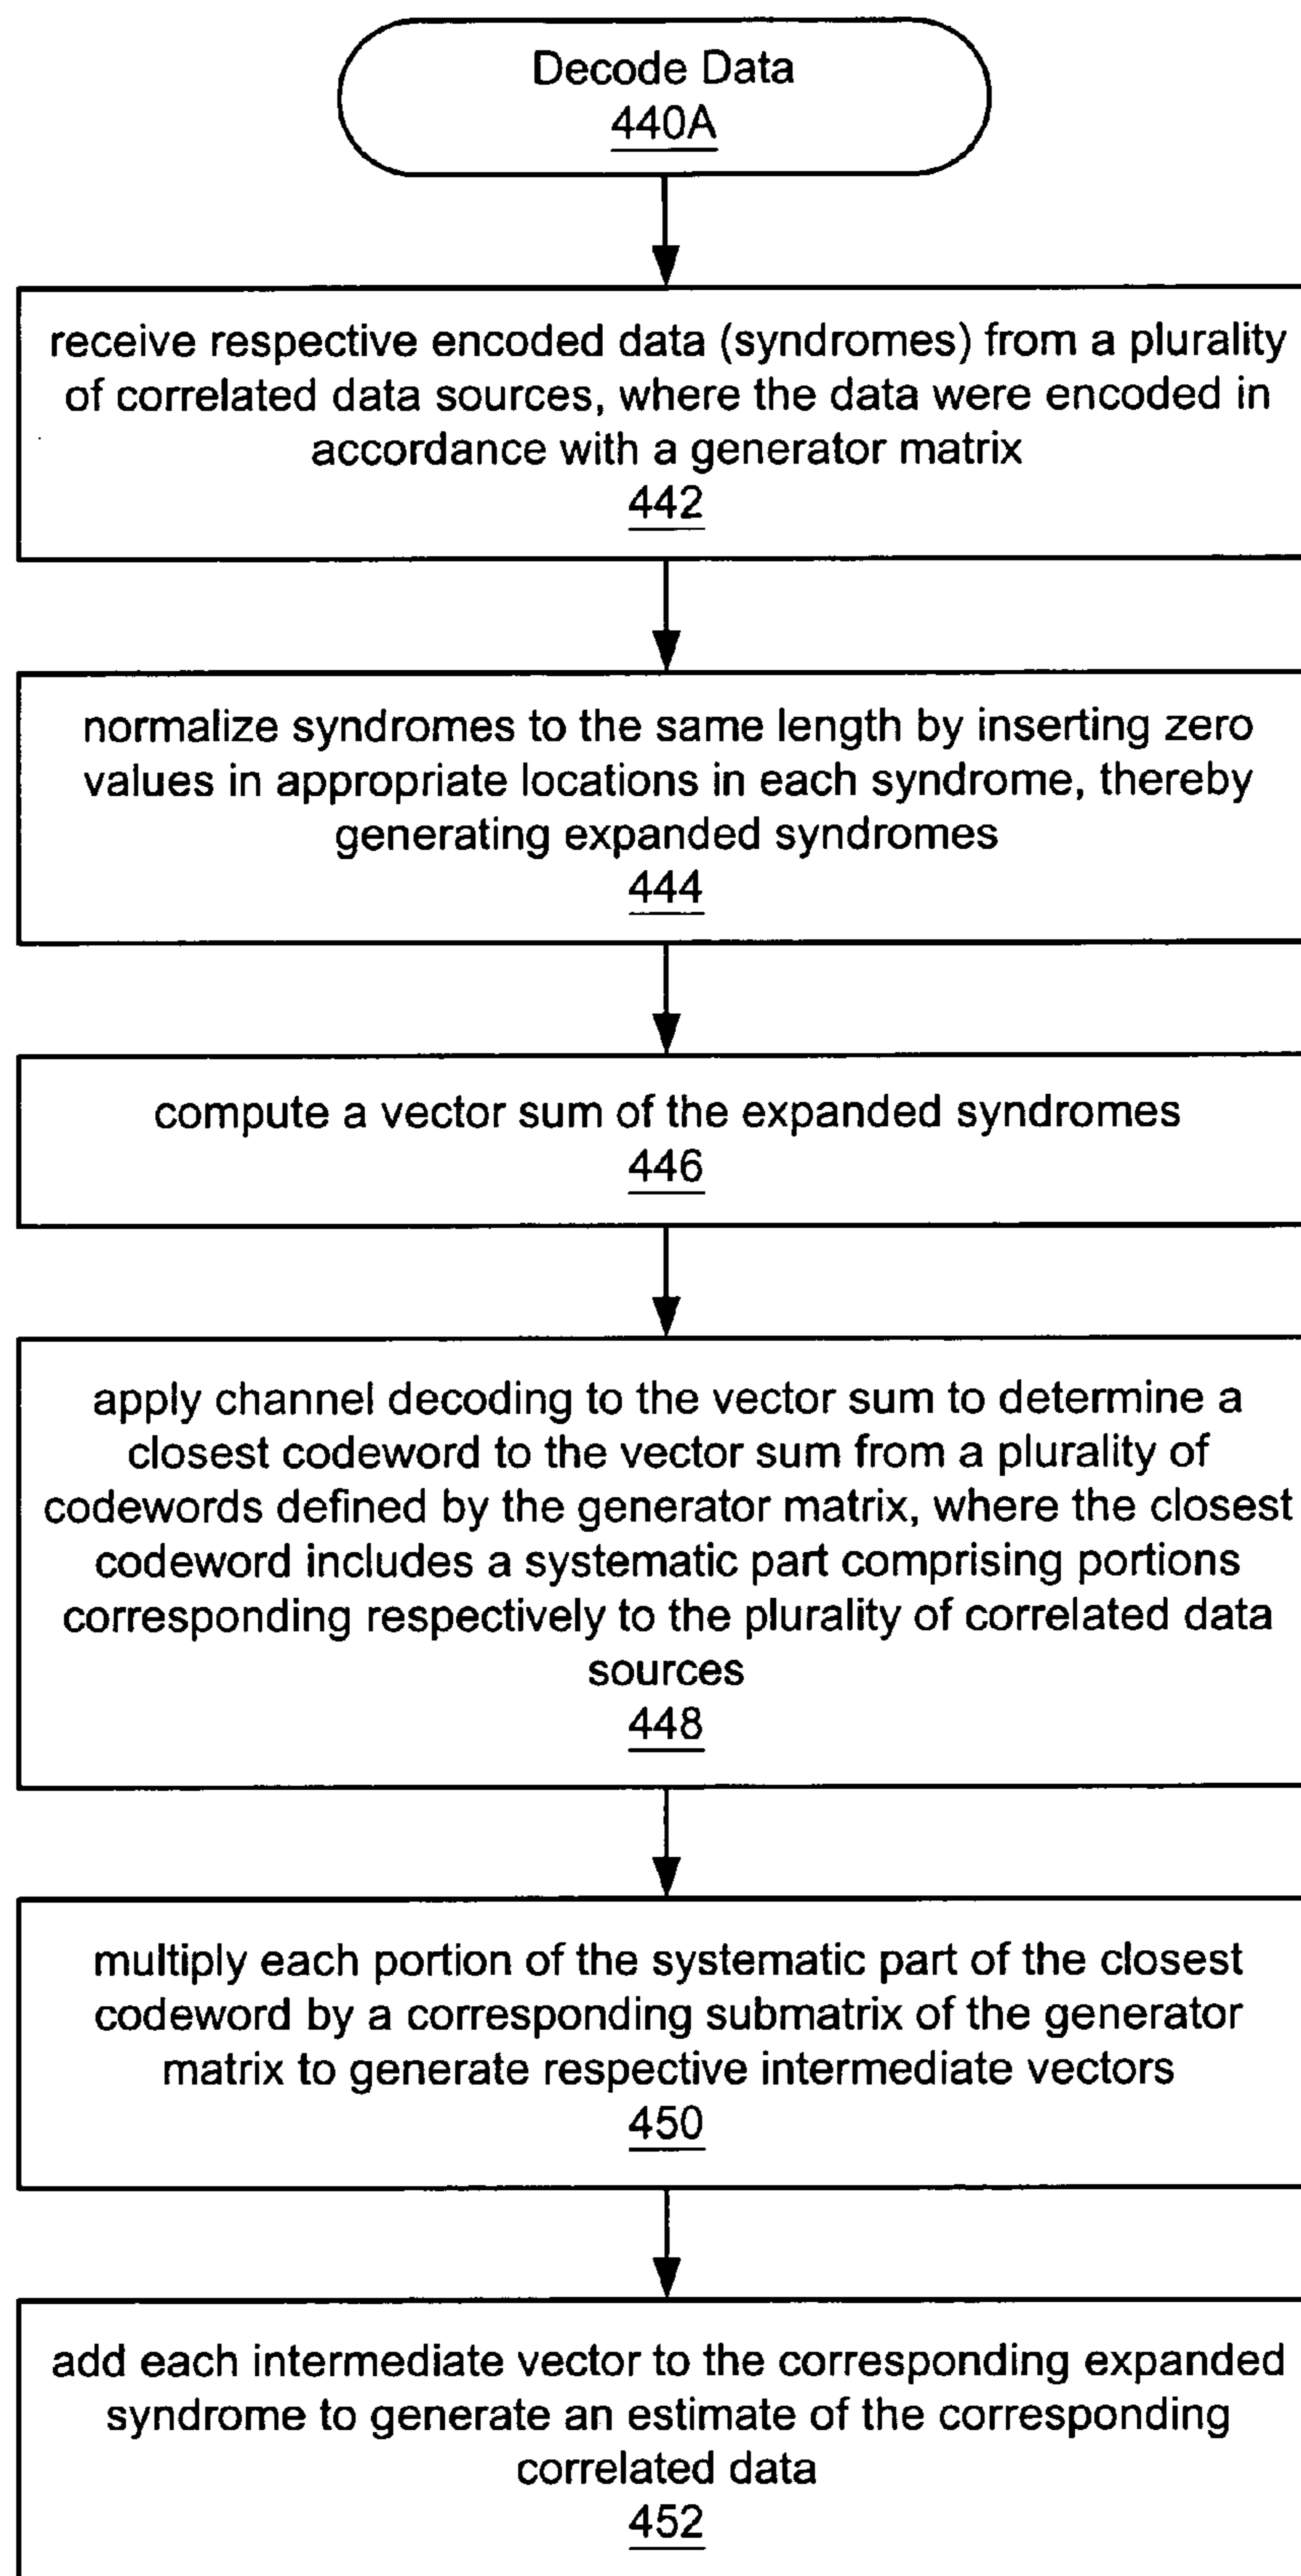 Decode Data
440A
receive respective encoded data (syndromes) from a plurality
of correlated data sources, where the data were encoded in
accordance with a generator matrix
442
normalize syndromes to the same length by inserting zero
values in appropriate locations in each syndrome, thereby
generating expanded syndromes
444
compute a vector sum of the expanded syndromes
446
apply channel decoding to the vector sum to determine a
closest codeword to the vector sum from a plurality of
codewords defined by the generator matrix, where the closest
codeword includes a systematic part comprising portions
corresponding respectively to the plurality of correlated data
sources
448
multiply each portion of the systematic part of the closest
codeword by a corresponding submatrix of the generator
matrix to generate respective intermediate vectors
450
add each intermediate vector to the corresponding expanded
syndrome to generate an estimate of the corresponding
correlated data
452